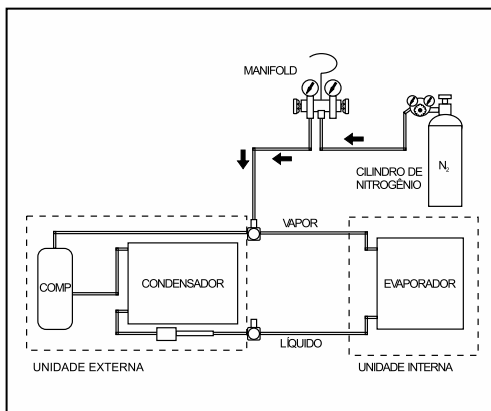 MANIFOLD
CILINDRO DE
NITROGÊNIO
N₂
VAPOR
COMP
CONDENSADOR
EVAPORADOR
LÍQUIDO
UNIDADE EXTERNA
UNIDADE INTERNA